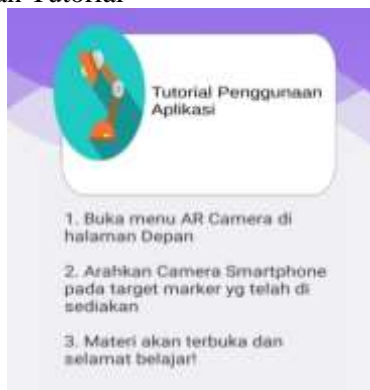 Tutorial
Tutorial Penggunaan
Aplikasi
1. Buka menu AR Camera di
halaman Depan
2. Arahkan Camera Smartphone
pada target marker yg telah di
sediakan
3. Materi akan terbuka dan
selamat belajar!